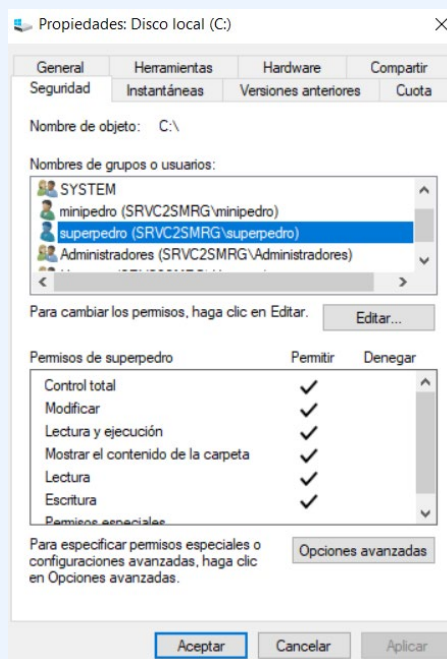 Propiedades: Disco local (C:)
General Herramientas Hardware Compartir
Seguridad Instantáneas Versiones anteriores Cuota
Nombre de objeto: C:\
Nombres de grupos o usuarios:
SYSTEM
minipedro (SRVC2SMRG\minipedro)
superpedro (SRVC2SMRG\superpedro)
Administradores (SRVC2SMRG\Administradores)
Para cambiar los permisos, haga clic en Editar. Editar...
Permisos de superpedro Permitir Denegar
Control total
Modificar
Lectura y ejecución
Mostrar el contenido de la carpeta
Lectura
Escritura
Permisos especiales
Para especificar permisos especiales o
configuraciones avanzadas, haga clic
en Opciones avanzadas.
Opciones avanzadas
Aceptar Cancelar Aplicar